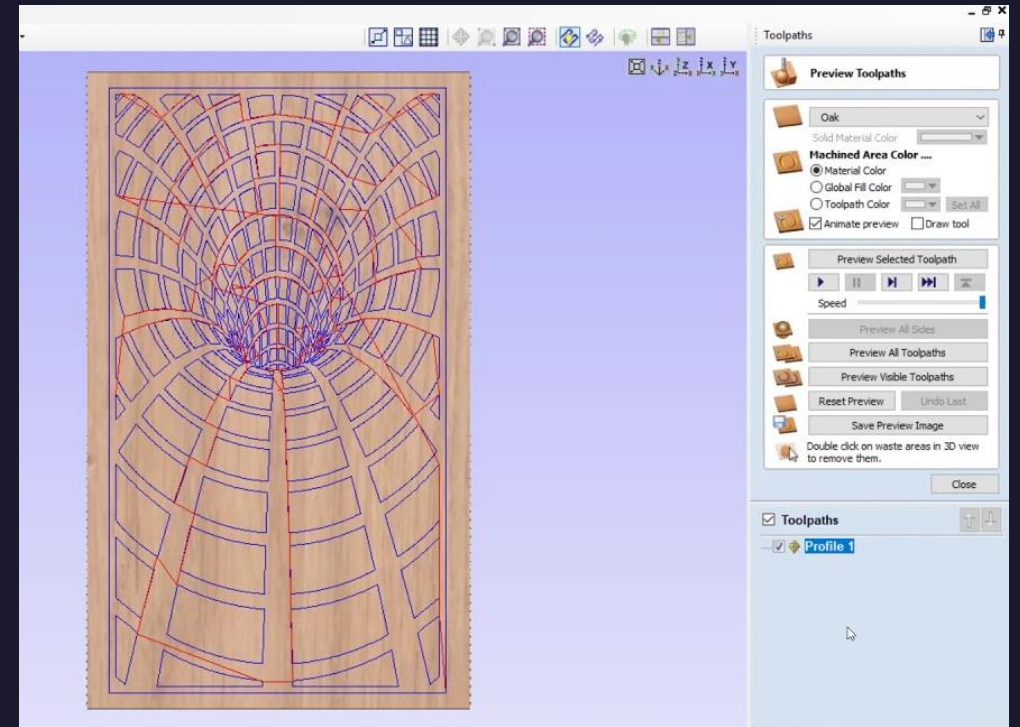 Toolpaths
Preview Toolpaths
Oak
Solid Material Color
Machined Area Color ....
Material Color
Global Fill Color
Toolpath Color
Set All
Animate preview
Draw tool
Preview Selected Toolpath
Speed
Preview All Sides
Preview All Toolpaths
Preview Visible Toolpaths
Reset Preview
Undo Last
Save Preview Image
Double click on waste areas in 3D view
to remove them.
Close
Toolpaths
Profile 1